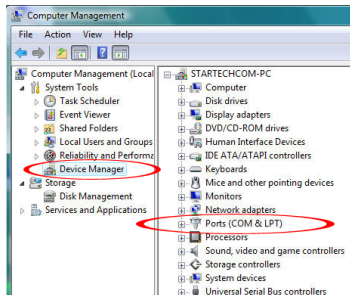 Computer Management
File Action View Help
Computer Management (Local
System Tools
Task Scheduler
Event Viewer
Shared Folders
Local Users and Groups
Reliability and Performa
Device Manager
Storage
Disk Management
Services and Applications
STARTECHCOM-PC
Computer
Disk drives
Display adapters
DVD/CD-ROM drives
Human Interface Devices
IDE ATA/ATAPI controllers
Keyboards
Mice and other pointing devices
Monitors
Network adapters
Ports (COM & LPT)
Processors
Sound, video and game controllers
Storage controllers
System devices
Universal Serial Bus controllers